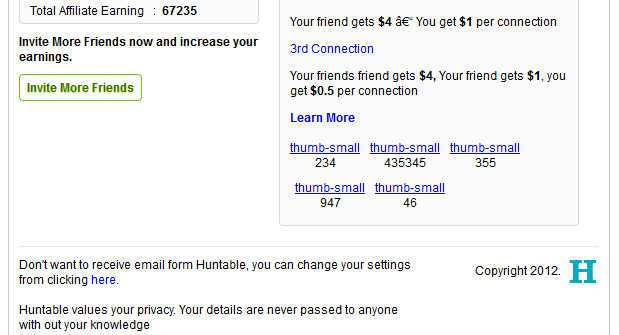 Total Affiliate Earning : 67235
Invite More Friends now and increase your
earnings.
Invite More Friends
Your friend gets $4 â€“ You get $1 per connection
3rd Connection
Your friends friend gets $4, Your friend gets $1, you
get $0.5 per connection
Learn More
thumb-small thumb-small thumb-small
234 435345 355
thumb-small thumb-small
947 46
Don't want to receive email form Huntable, you can change your settings
from clicking here.
Huntable values your privacy. Your details are never passed to anyone
with out your knowledge
Copyright 2012. H